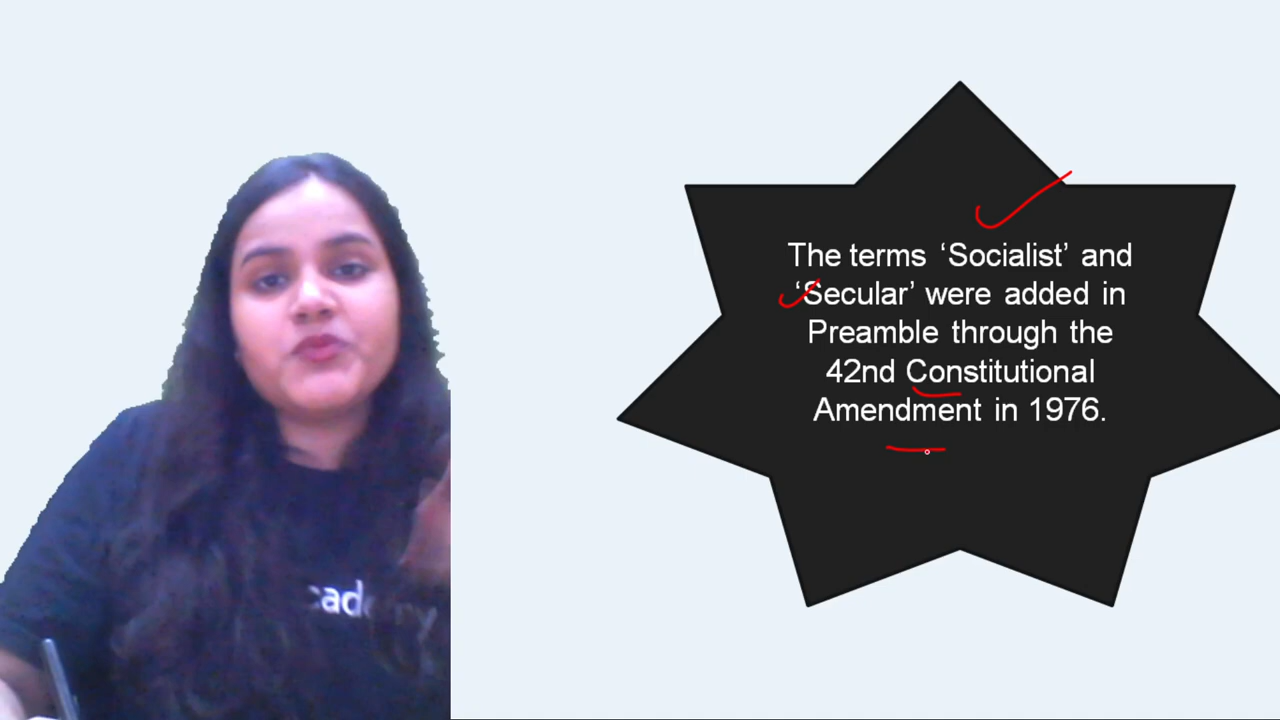 The terms ‘Socialist’ and
‘Secular’ were added in
Preamble through the
42nd Constitutional
Amendment in 1976.